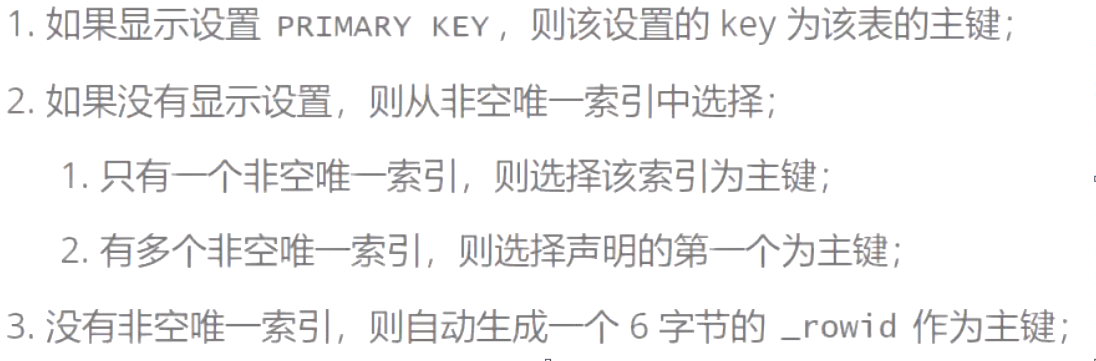 1. 如果显示设置 PRIMARY KEY，则该设置的 key 为该表的主键；
2. 如果没有显示设置，则从非空唯一索引中选择；
1. 只有一个非空唯一索引，则选择该索引为主键；
2. 有多个非空唯一索引，则选择声明的第一个为主键；
3. 没有非空唯一索引，则自动生成一个 6 字节的 _rowid 作为主键；